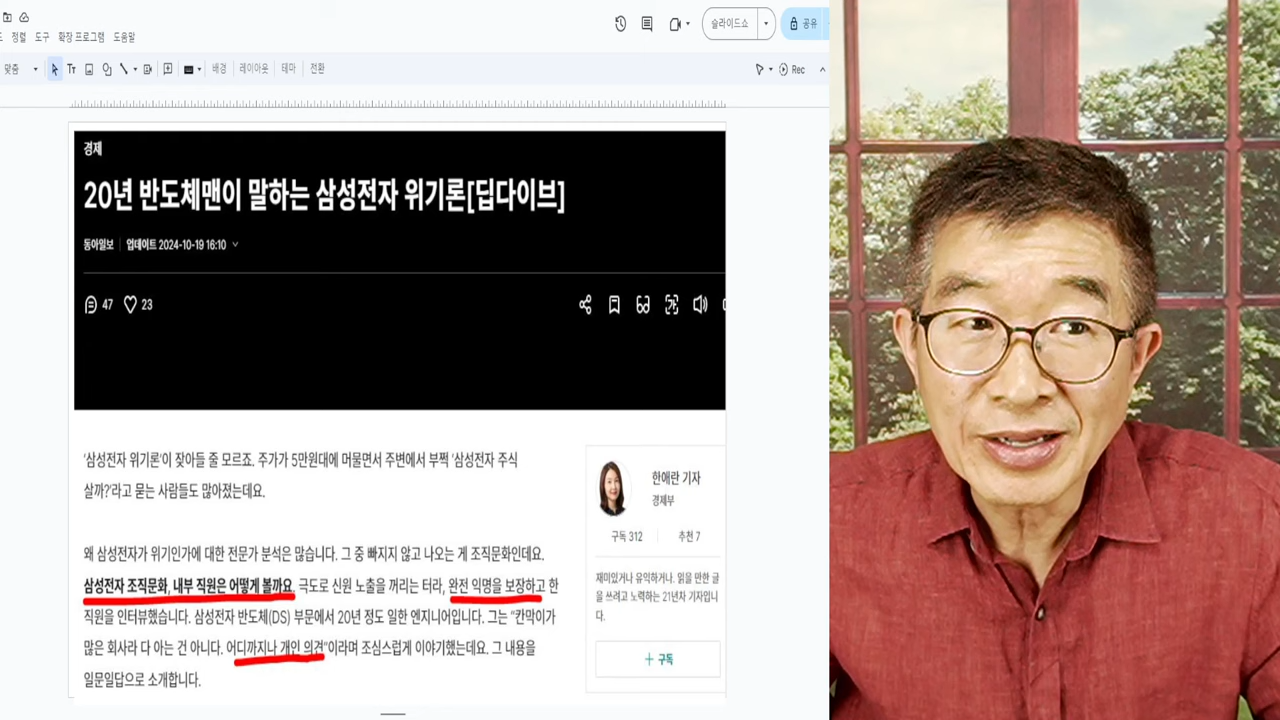 정렬 도구 확장 프로그램 도움말
슬라이드쇼
공유
맞춤
배경 레이아웃 테마 전환
Rec
경제
20년 반도체맨이 말하는 삼성전자 위기론[딥다이브]
동아일보 업데이트 2024-10-19 16:10
47 23
가
‘삼성전자 위기론’이 잦아들 줄 모르죠. 주가가 5만원대에 머물면서 주변에서 부쩍 ‘삼성전자 주식
살까?’라고 묻는 사람들도 많아졌는데요.
왜 삼성전자가 위기인가에 대한 전문가 분석은 많습니다. 그 중 빠지지 않고 나오는 게 조직문화인데요.
삼성전자 조직문화, 내부 직원은 어떻게 볼까요. 극도로 신원 노출을 꺼리는 터라, 완전 익명을 보장하고 한
직원을 인터뷰했습니다. 삼성전자 반도체(DS) 부문에서 20년 정도 일한 엔지니어입니다. 그는 “칸막이가
많은 회사라 다 아는 건 아니다. 어디까지나 개인 의견”이라며 조심스럽게 이야기했는데요. 그 내용을
일문일답으로 소개합니다.
한애란 기자
경제부
구독 312 추천 7
재미있거나 유익하거나. 읽을 만한 글
을 쓰려고 노력하는 21년차 기자입니
다.
+ 구독